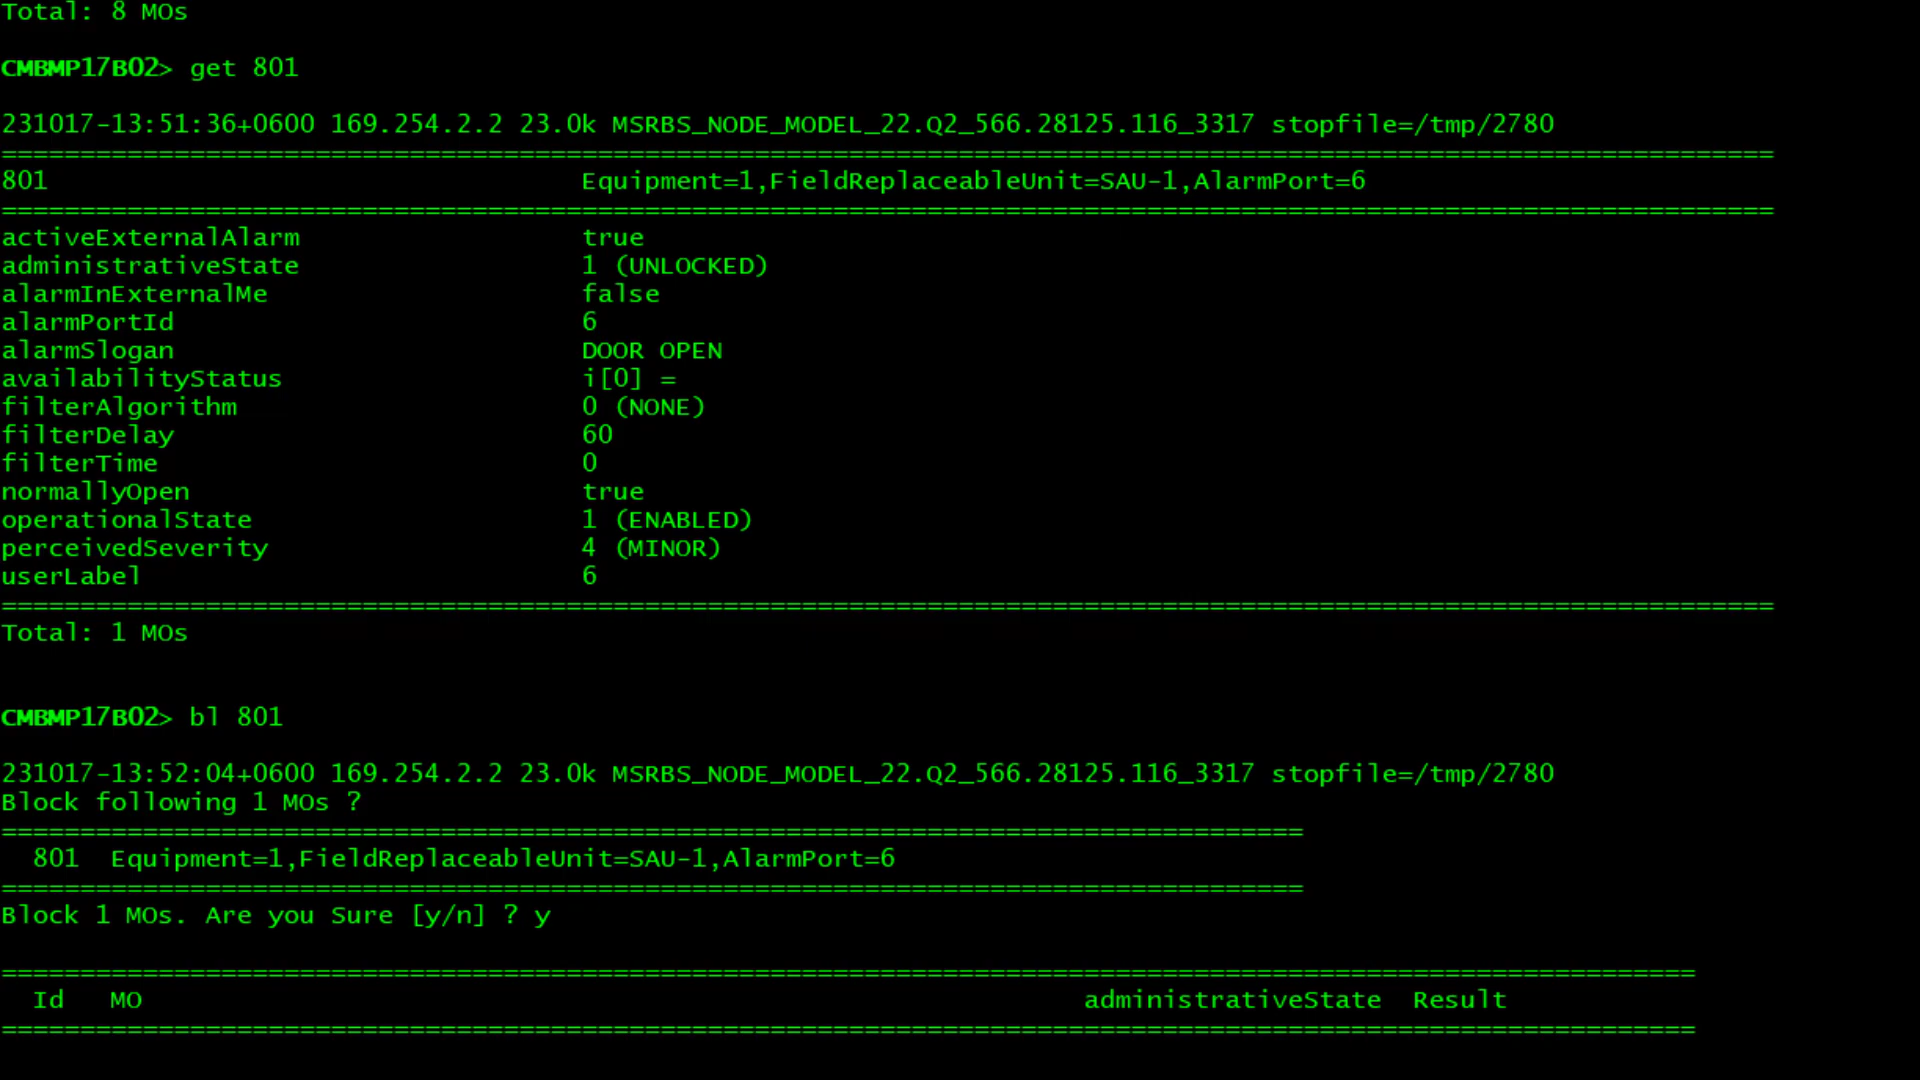 Total: 8 MOs
CMBMP17B02> get 801
231017-13:51:36+0600 169.254.2.2 23.0k MSRBS_NODE_MODEL_22.Q2_566.28125.116_3317 stopfile=/tmp/2780
=================================================================================================================
801 Equipment=1,FieldReplaceableUnit=SAU-1,AlarmPort=6
=================================================================================================================
activeExternalAlarm true
administrativeState 1 (UNLOCKED)
alarmInExternalMe false
alarmPortId 6
alarmSlogan DOOR OPEN
availabilityStatus i[0] =
filterAlgorithm 0 (NONE)
filterDelay 60
filterTime 0
normallyOpen true
operationalState 1 (ENABLED)
perceivedSeverity 4 (MINOR)
userLabel 6
=================================================================================================================
Total: 1 MOs
CMBMP17B02> bl 801
231017-13:52:04+0600 169.254.2.2 23.0k MSRBS_NODE_MODEL_22.Q2_566.28125.116_3317 stopfile=/tmp/2780
Block following 1 MOs ?
===================================================================================
801 Equipment=1,FieldReplaceableUnit=SAU-1,AlarmPort=6
===================================================================================
Block 1 MOs. Are you Sure [y/n] ? y
============================================================================================================
Id MO administrativeState Result
============================================================================================================